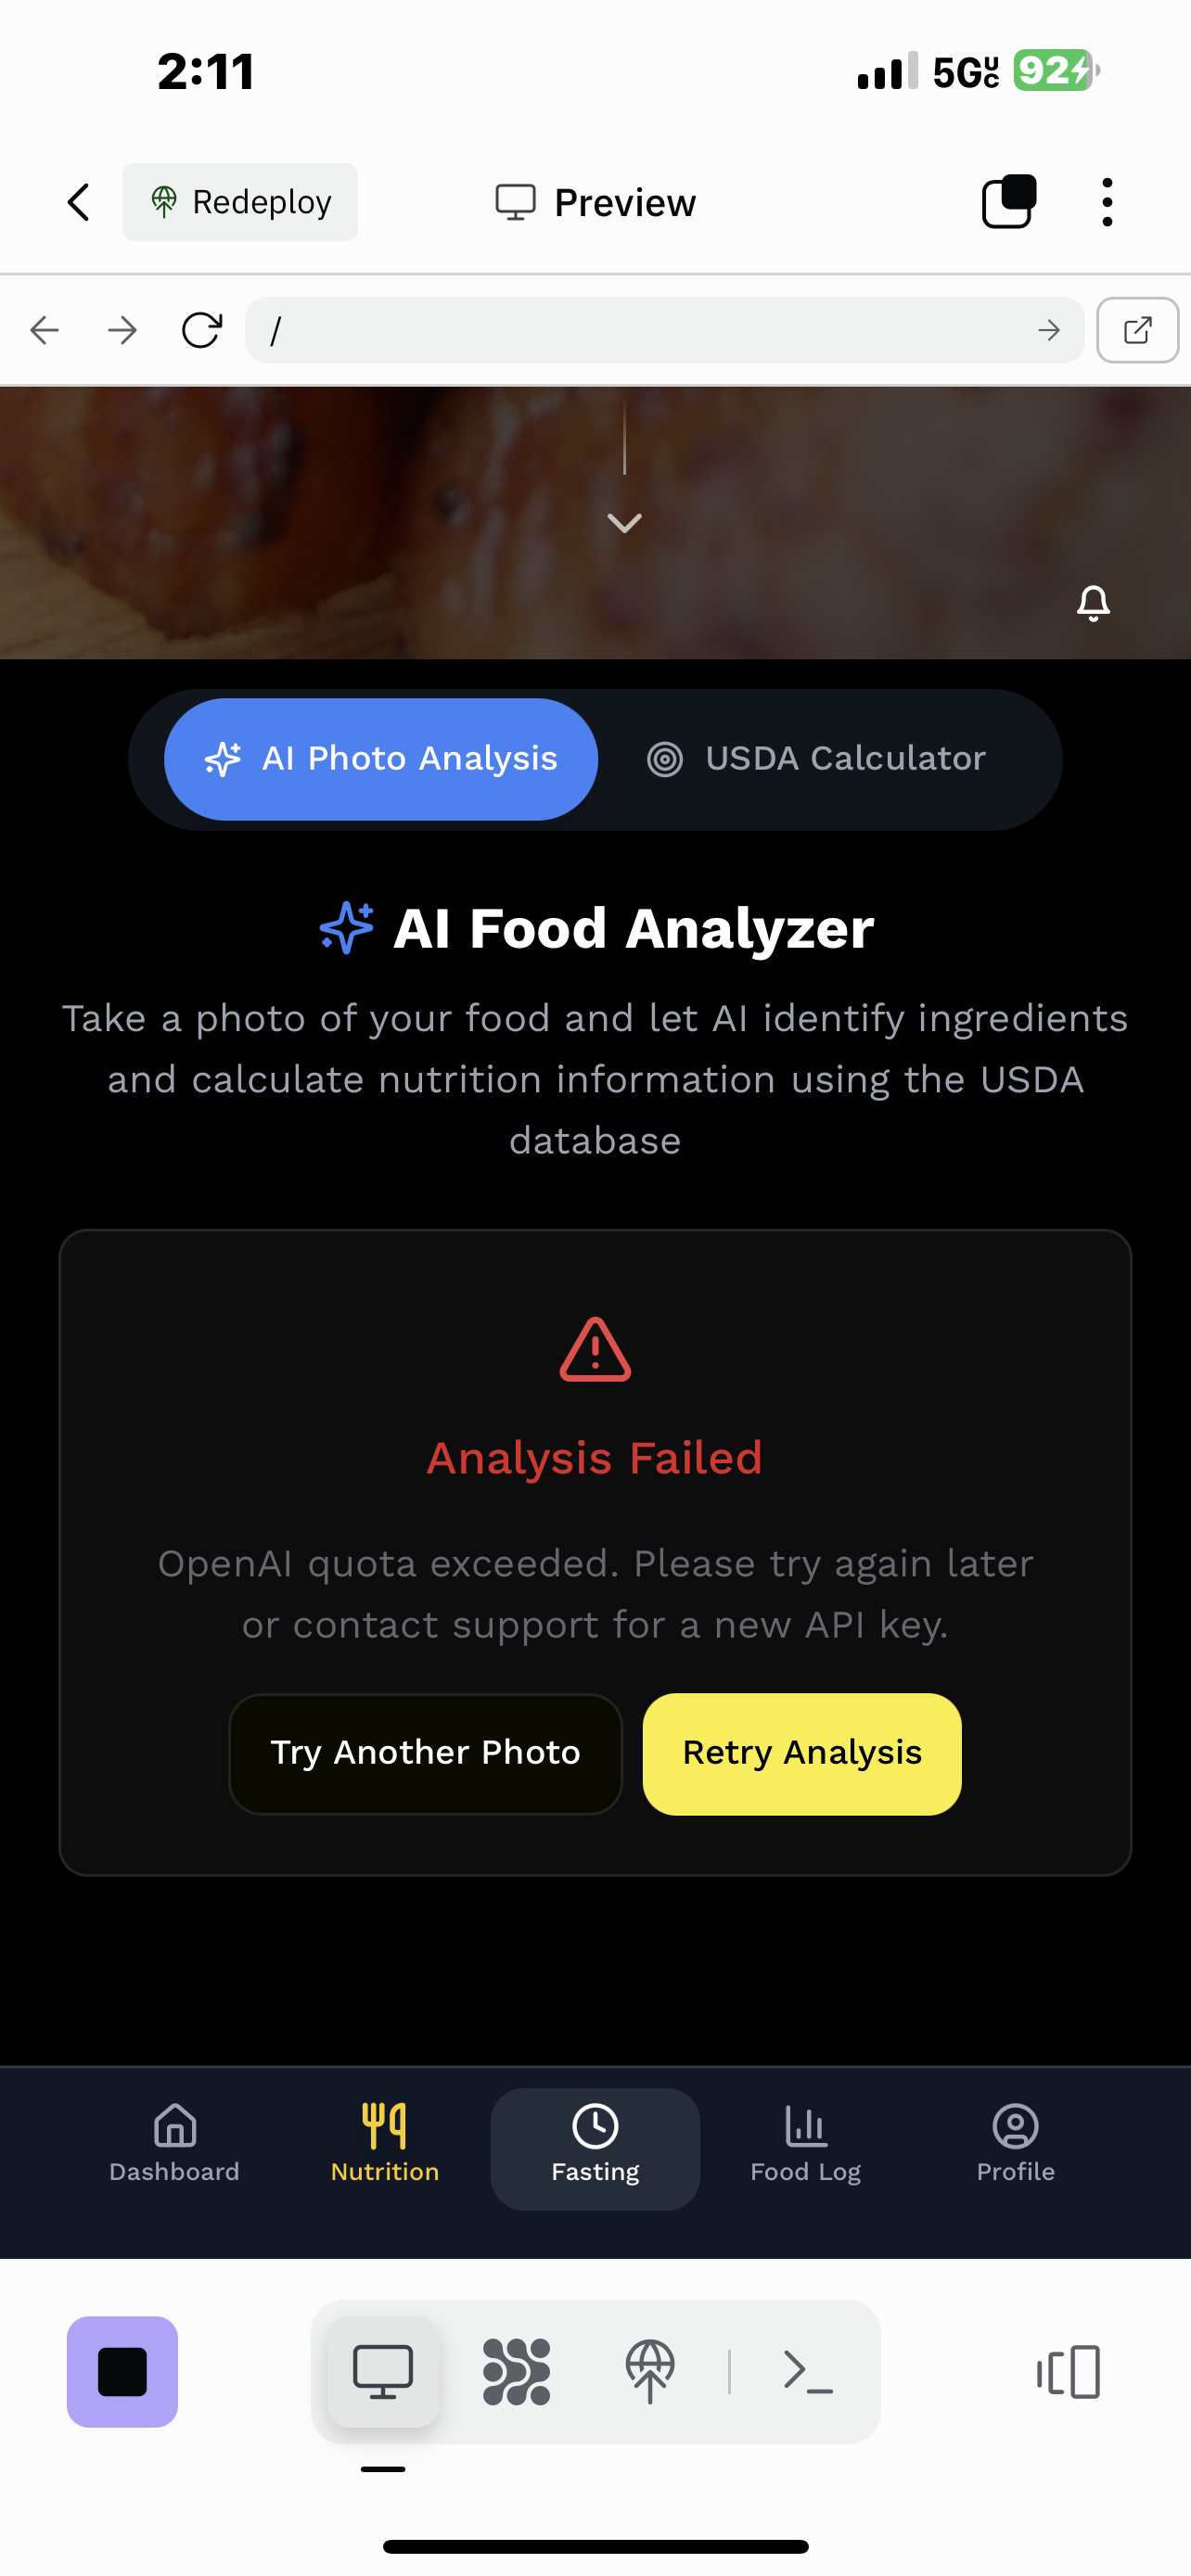 2:11
5GUC
92
Redeploy
Preview
/
AI Photo Analysis
USDA Calculator
AI Food Analyzer
Take a photo of your food and let AI identify ingredients
and calculate nutrition information using the USDA
database
Analysis Failed
OpenAI quota exceeded. Please try again later
or contact support for a new API key.
Try Another Photo
Retry Analysis
Dashboard
Nutrition
Fasting
Food Log
Profile